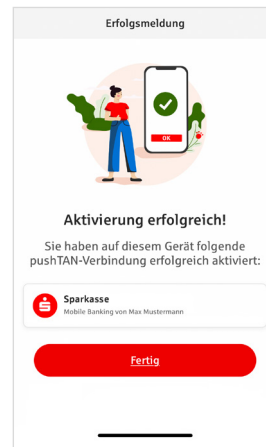 Erfolgsmeldung
OK
Aktivierung erfolgreich!
Sie haben auf diesem Gerät folgende
pushTAN-Verbindung erfolgreich aktiviert:
Sparkasse
Mobile Banking von Max Mustermann
Fertig